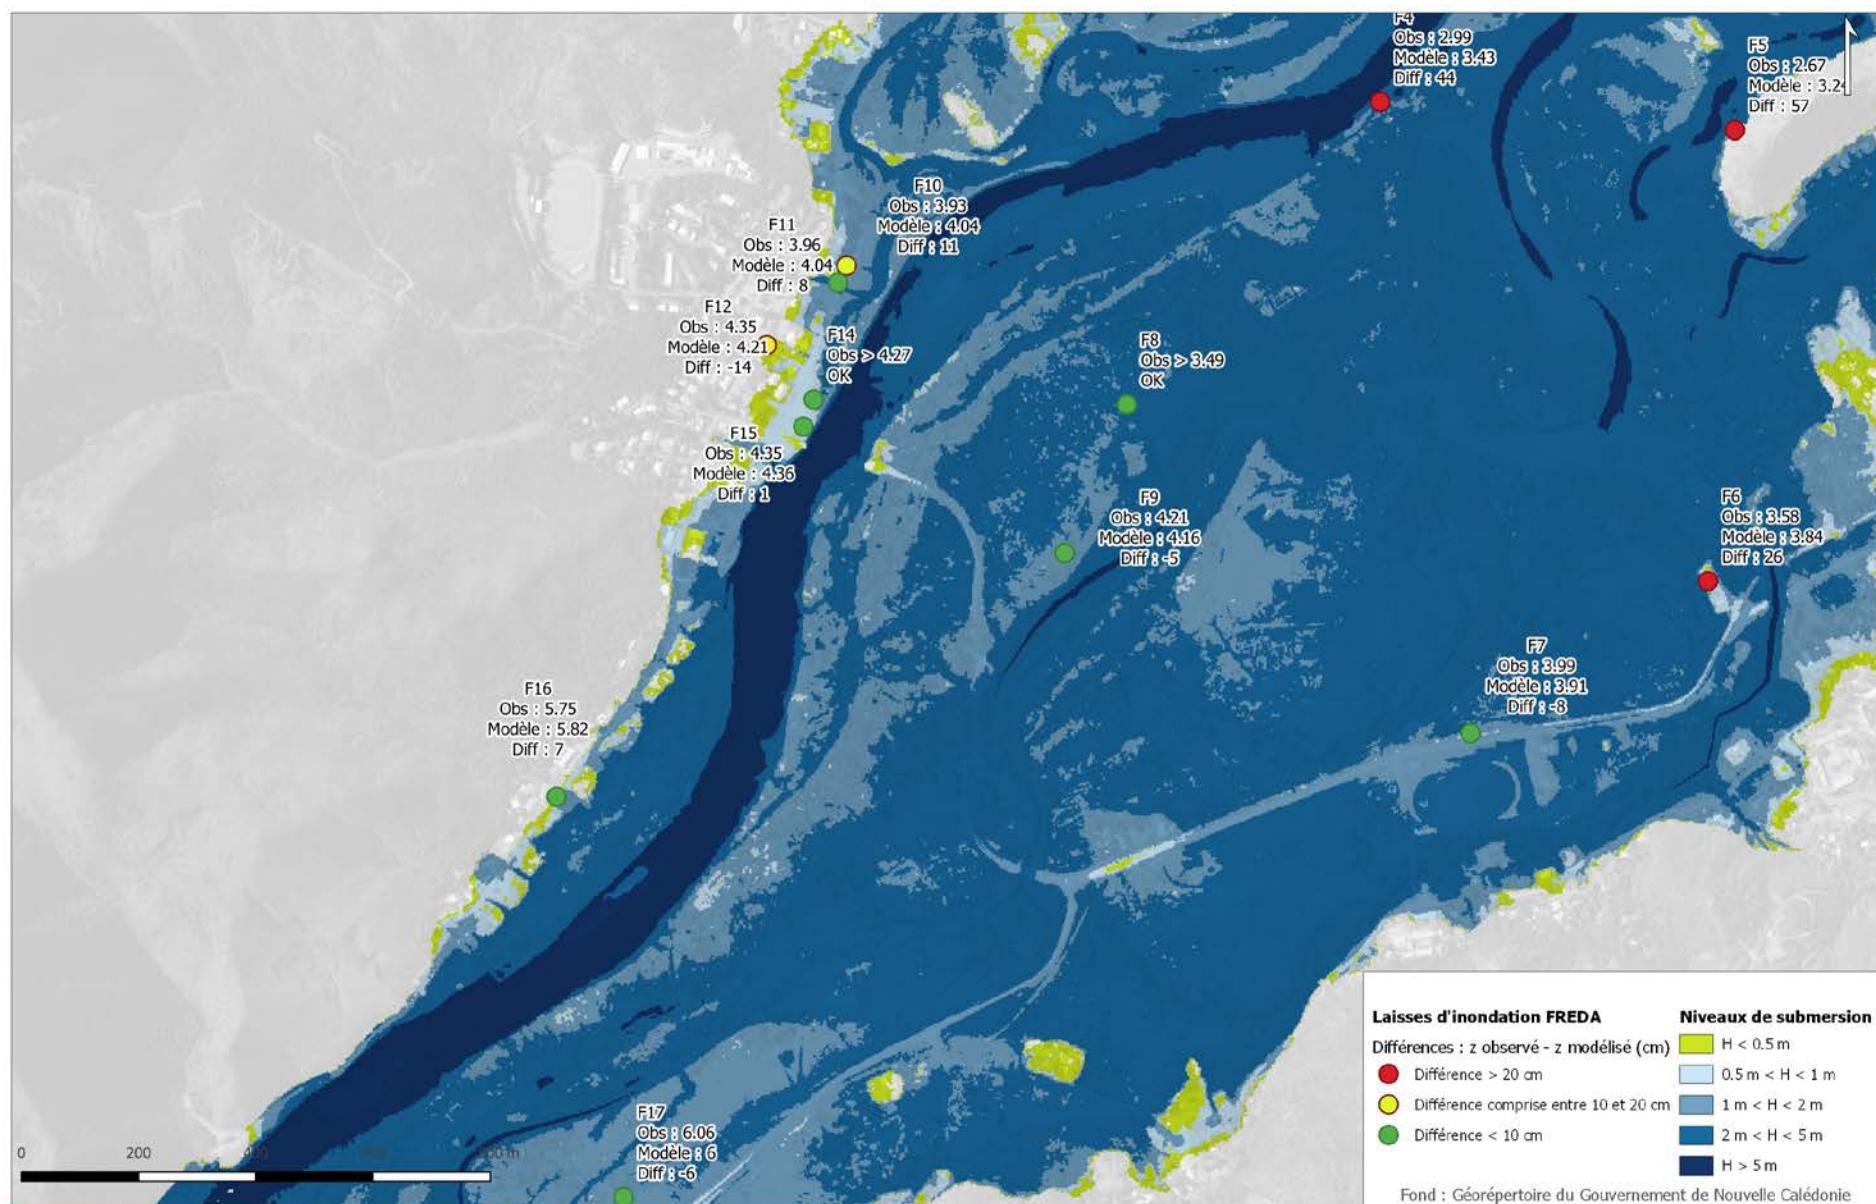 F4
Obs : 2.99
Modèle : 3.43
Diff : 44
F5
Obs : 2.67
Modèle : 3.24
Diff : 57
F10
Obs : 3.93
Modèle : 4.04
Diff : 11
F11
Obs : 3.96
Modèle : 4.04
Diff : 8
F12
Obs : 4.35
Modèle : 4.21
Diff : -14
F14
Obs > 4.27
OK
F8
Obs > 3.49
OK
F15
Obs : 4.35
Modèle : 4.36
Diff : 1
F9
Obs : 4.21
Modèle : 4.16
Diff : -5
F6
Obs : 3.58
Modèle : 3.84
Diff : 26
F7
Obs : 3.99
Modèle : 3.91
Diff : -8
F16
Obs : 5.75
Modèle : 5.82
Diff : 7
F17
Obs : 6.06
Modèle : 6
Diff : -6
0 200 400 m
Laisses d'inondation FREDA
Différences : z observé - z modélisé (cm)
Différence > 20 cm
Différence comprise entre 10 et 20 cm
Différence < 10 cm
Niveaux de submersion
H < 0.5 m
0.5 m < H < 1 m
1 m < H < 2 m
2 m < H < 5 m
H > 5 m
Fond : Géorépertoire du Gouvernement de Nouvelle Calédonie